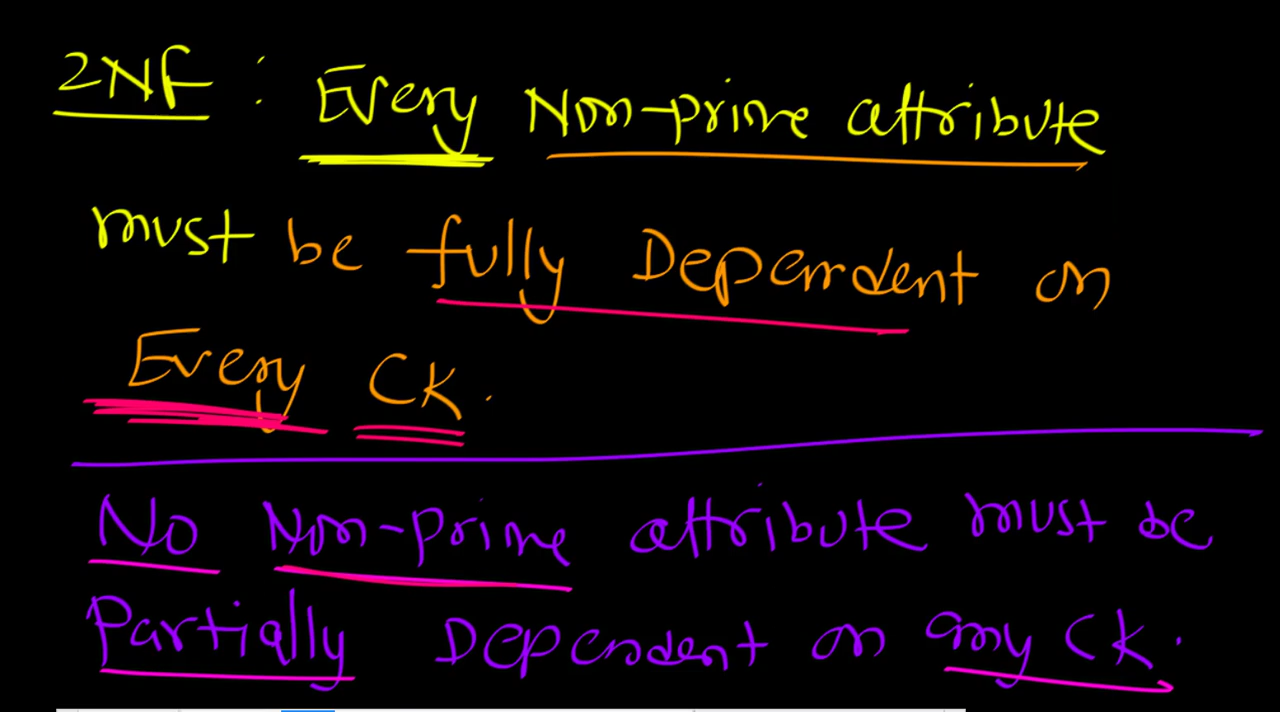 2NF : Every Non-prime attribute
must be fully Dependent on
Every CK.
No Non-prime attribute must be
Partially Dependent on any CK.